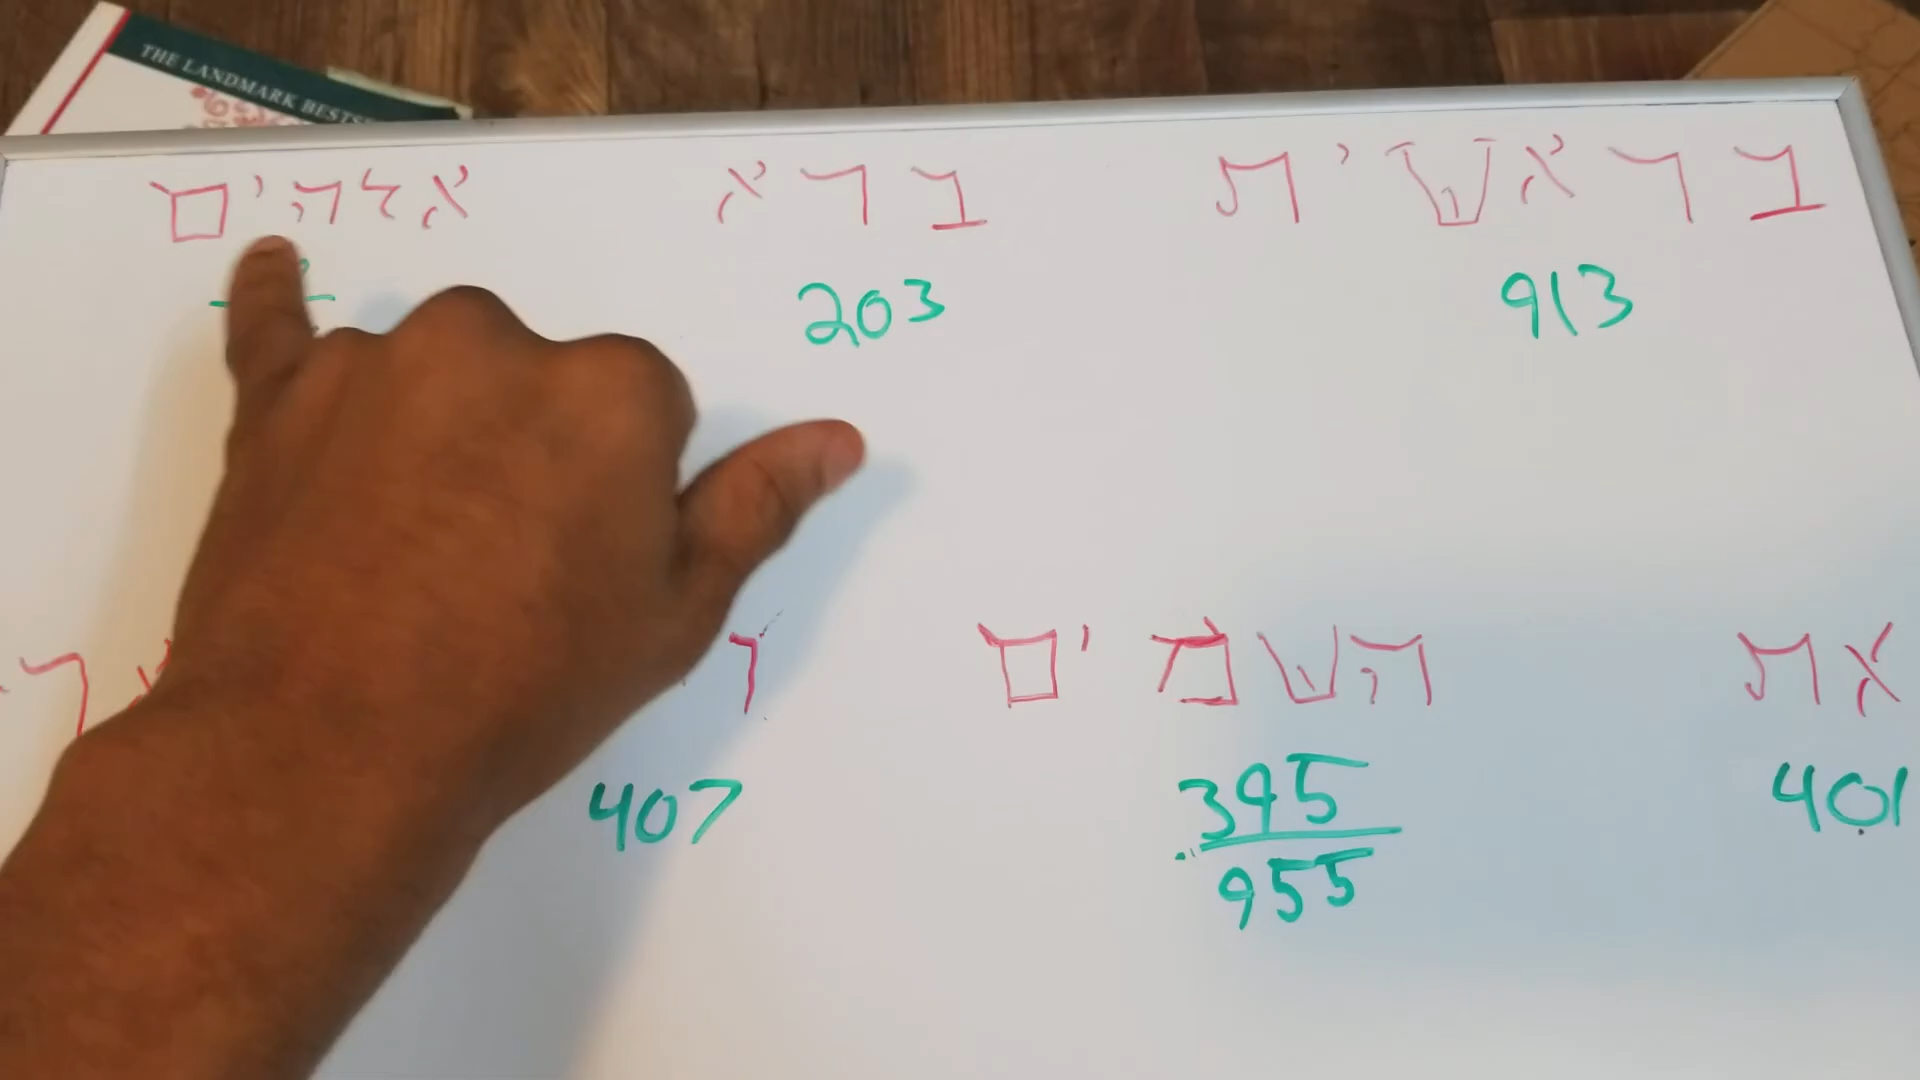 THE LANDMARK BESTS
בראשית ברא אלהים
913 203
את השמים
401 395 407
955